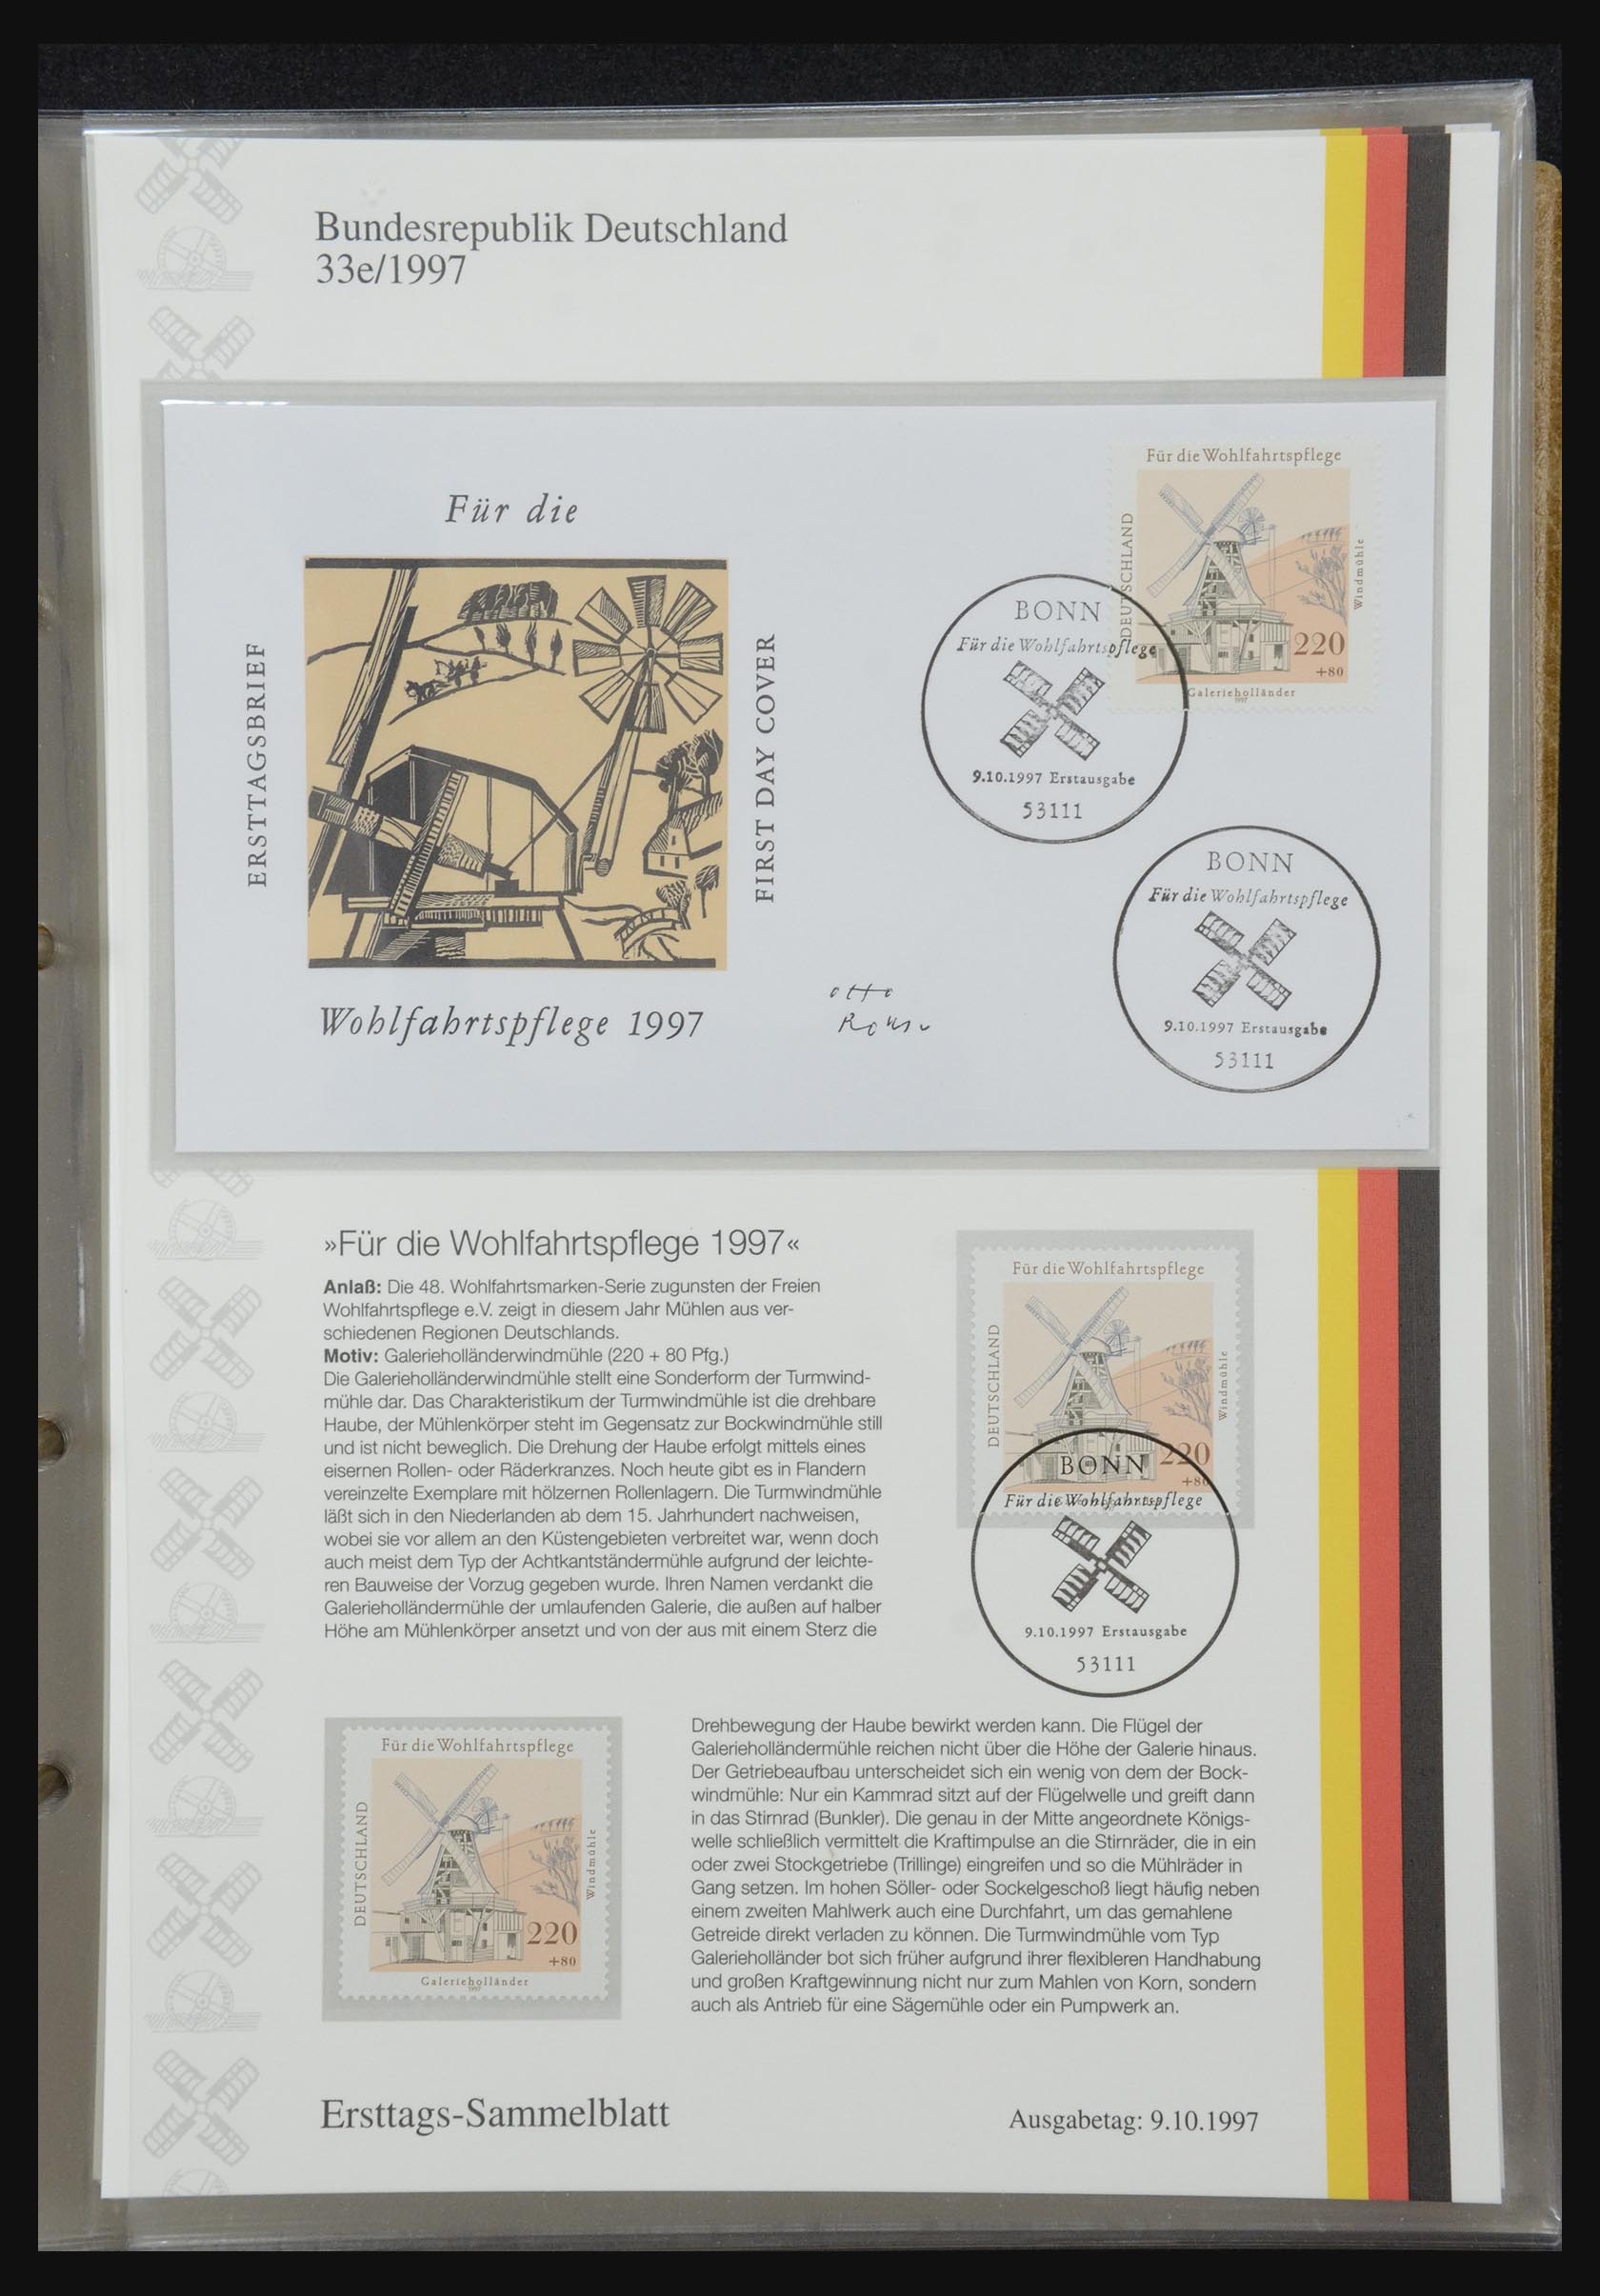 Bundesrepublik Deutschland
33e/1997
Für die
ERSTTAGSBRIEF
FIRST DAY COVER
Wohlfahrtspflege 1997
otto
Für die Wohlfahrtspflege
DEUTSCHLAND
Windmühle
220
+80
Galerieholländer
1997
BONN
Für die Wohlfahrtspflege
9.10.1997 Erstausgabe
53111
BONN
Für die Wohlfahrtspflege
9.10.1997 Erstausgabe
53111
»Für die Wohlfahrtspflege 1997«
Anlaß: Die 48. Wohlfahrtsmarken-Serie zugunsten der Freien
Wohlfahrtspflege e.V. zeigt in diesem Jahr Mühlen aus ver-
schiedenen Regionen Deutschlands.
Motiv: Galerieholländerwindmühle (220 + 80 Pfg.)
Die Galerieholländerwindmühle stellt eine Sonderform der Turmwind-
mühle dar. Das Charakteristikum der Turmwindmühle ist die drehbare
Haube, der Mühlenkörper steht im Gegensatz zur Bockwindmühle still
und ist nicht beweglich. Die Drehung der Haube erfolgt mittels eines
eisernen Rollen- oder Räderkranzes. Noch heute gibt es in Flandern
vereinzelte Exemplare mit hölzernen Rollenlagern. Die Turmwindmühle
läßt sich in den Niederlanden ab dem 15. Jahrhundert nachweisen,
wobei sie vor allem an den Küstengebieten verbreitet war, wenn doch
auch meist dem Typ der Achtkantständermühle aufgrund der leichte-
ren Bauweise der Vorzug gegeben wurde. Ihren Namen verdankt die
Galerieholländermühle der umlaufenden Galerie, die außen auf halber
Höhe am Mühlenkörper ansetzt und von der aus mit einem Sterz die
Für die Wohlfahrtspflege
DEUTSCHLAND
Windmühle
220
+80
BONN
Für die Wohlfahrtspflege
9.10.1997 Erstausgabe
53111
Für die Wohlfahrtspflege
DEUTSCHLAND
Windmühle
220
+80
Galerieholländer
1997
Drehbewegung der Haube bewirkt werden kann. Die Flügel der
Galerieholländermühle reichen nicht über die Höhe der Galerie hinaus.
Der Getriebeaufbau unterscheidet sich ein wenig von dem der Bock-
windmühle: Nur ein Kammrad sitzt auf der Flügelwelle und greift dann
in das Stirnrad (Bunkler). Die genau in der Mitte angeordnete Königs-
welle schließlich vermittelt die Kraftimpulse an die Stirnräder, die in ein
oder zwei Stockgetriebe (Trillinge) eingreifen und so die Mühlräder in
Gang setzen. Im hohen Söller- oder Sockelgeschoß liegt häufig neben
einem zweiten Mahlwerk auch eine Durchfahrt, um das gemahlene
Getreide direkt verladen zu können. Die Turmwindmühle vom Typ
Galerieholländer bot sich früher aufgrund ihrer flexibleren Handhabung
und großen Kraftgewinnung nicht nur zum Mahlen von Korn, sondern
auch als Antrieb für eine Sägemühle oder ein Pumpwerk an.
Ersttags-Sammelblatt
Ausgabetag: 9.10.1997